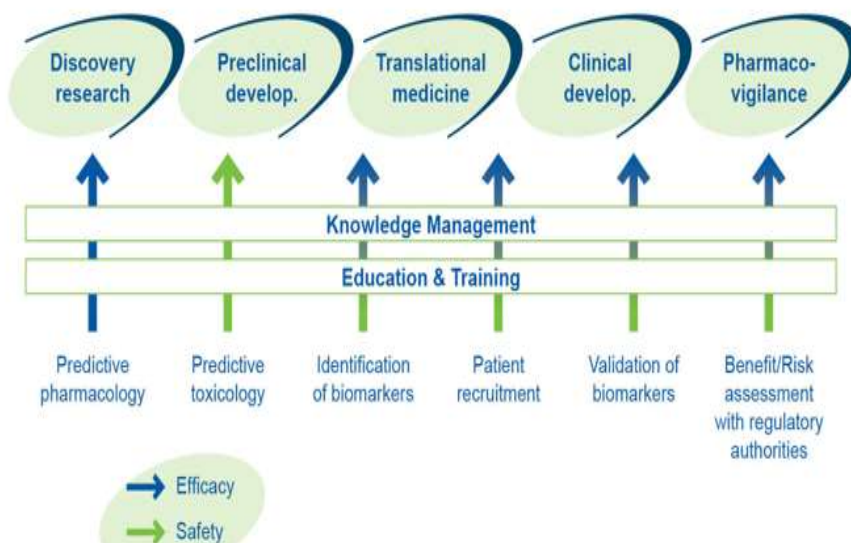 Discovery
research
Preclinical
develop.
Translational
medicine
Clinical
develop.
Pharmaco-
vigilance
Knowledge Management
Education & Training
Predictive
pharmacology
Predictive
toxicology
Identification
of biomarkers
Patient
recruitment
Validation of
biomarkers
Benefit/Risk
assessment
with regulatory
authorities
Efficacy
Safety